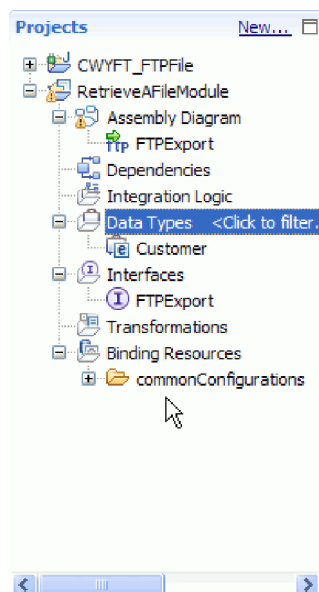 Projects New...
CWYFT_FTPFile
RetrieveAFileModule
Assembly Diagram
FTP FTPExport
Dependencies
Integration Logic
Data Types <Click to filter.
e Customer
Interfaces
I FTPExport
Transformations
Binding Resources
commonConfigurations